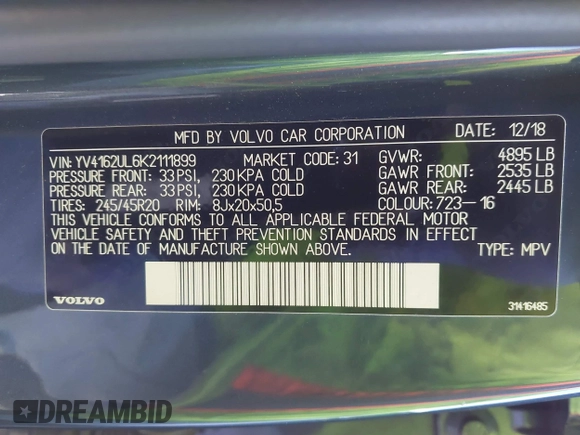 MFD BY VOLVO CAR CORPORATION DATE: 12/18
VIN: YV4162UL6K2111899 MARKET CODE: 31 GVWR: 4895 LB
PRESSURE FRONT: 33 PSI, 230 KPA COLD GAWR FRONT: 2535 LB
PRESSURE REAR: 33 PSI, 230 KPA COLD GAWR REAR: 2445 LB
TIRES: 245/45R20 RIM: 8Jx20x50,5 COLOUR: 723-16
THIS VEHICLE CONFORMS TO ALL APPLICABLE FEDERAL MOTOR
VEHICLE SAFETY AND THEFT PREVENTION STANDARDS IN EFFECT
ON THE DATE OF MANUFACTURE SHOWN ABOVE. TYPE: MPV
VOLVO 31416485
DREAMBID